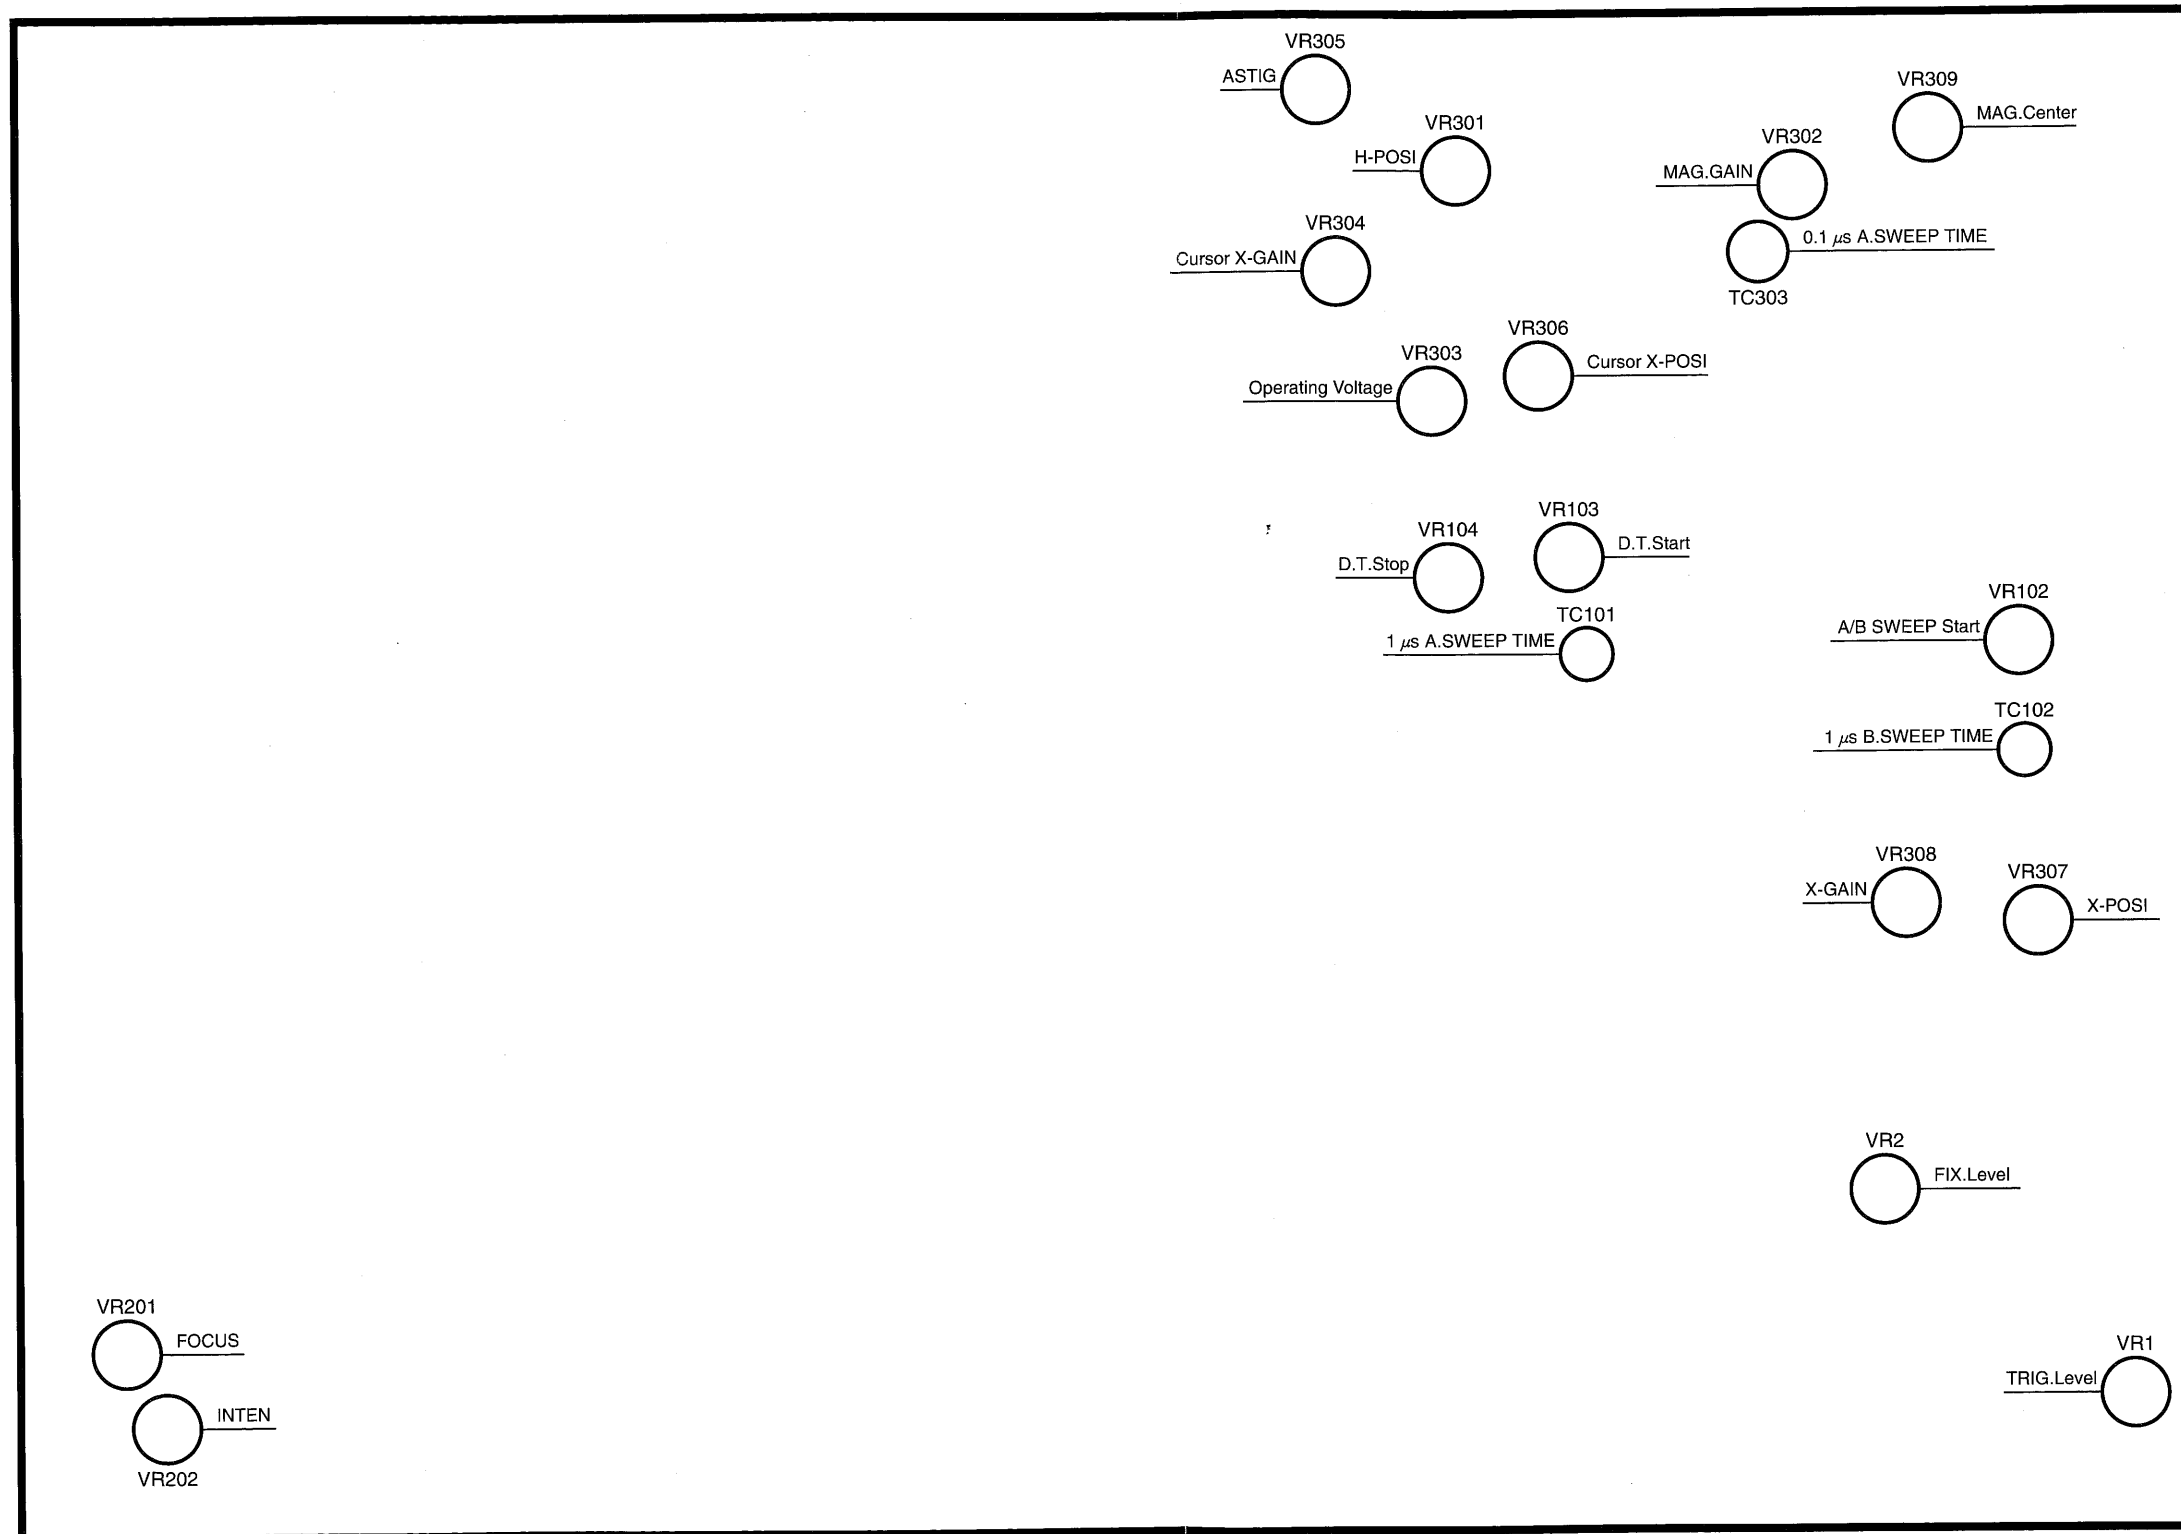 VR305
ASTIG
VR309
MAG.Center
VR301
H-POSI
VR302
MAG.GAIN
VR304
Cursor X-GAIN
0.1 μs A.SWEEP TIME
TC303
VR306
Cursor X-POSI
VR303
Operating Voltage
VR103
D.T.Start
VR104
D.T.Stop
VR102
A/B SWEEP Start
TC101
1 μs A.SWEEP TIME
TC102
1 μs B.SWEEP TIME
VR308
X-GAIN
VR307
X-POSI
VR2
FIX.Level
VR201
FOCUS
VR1
TRIG.Level
INTEN
VR202